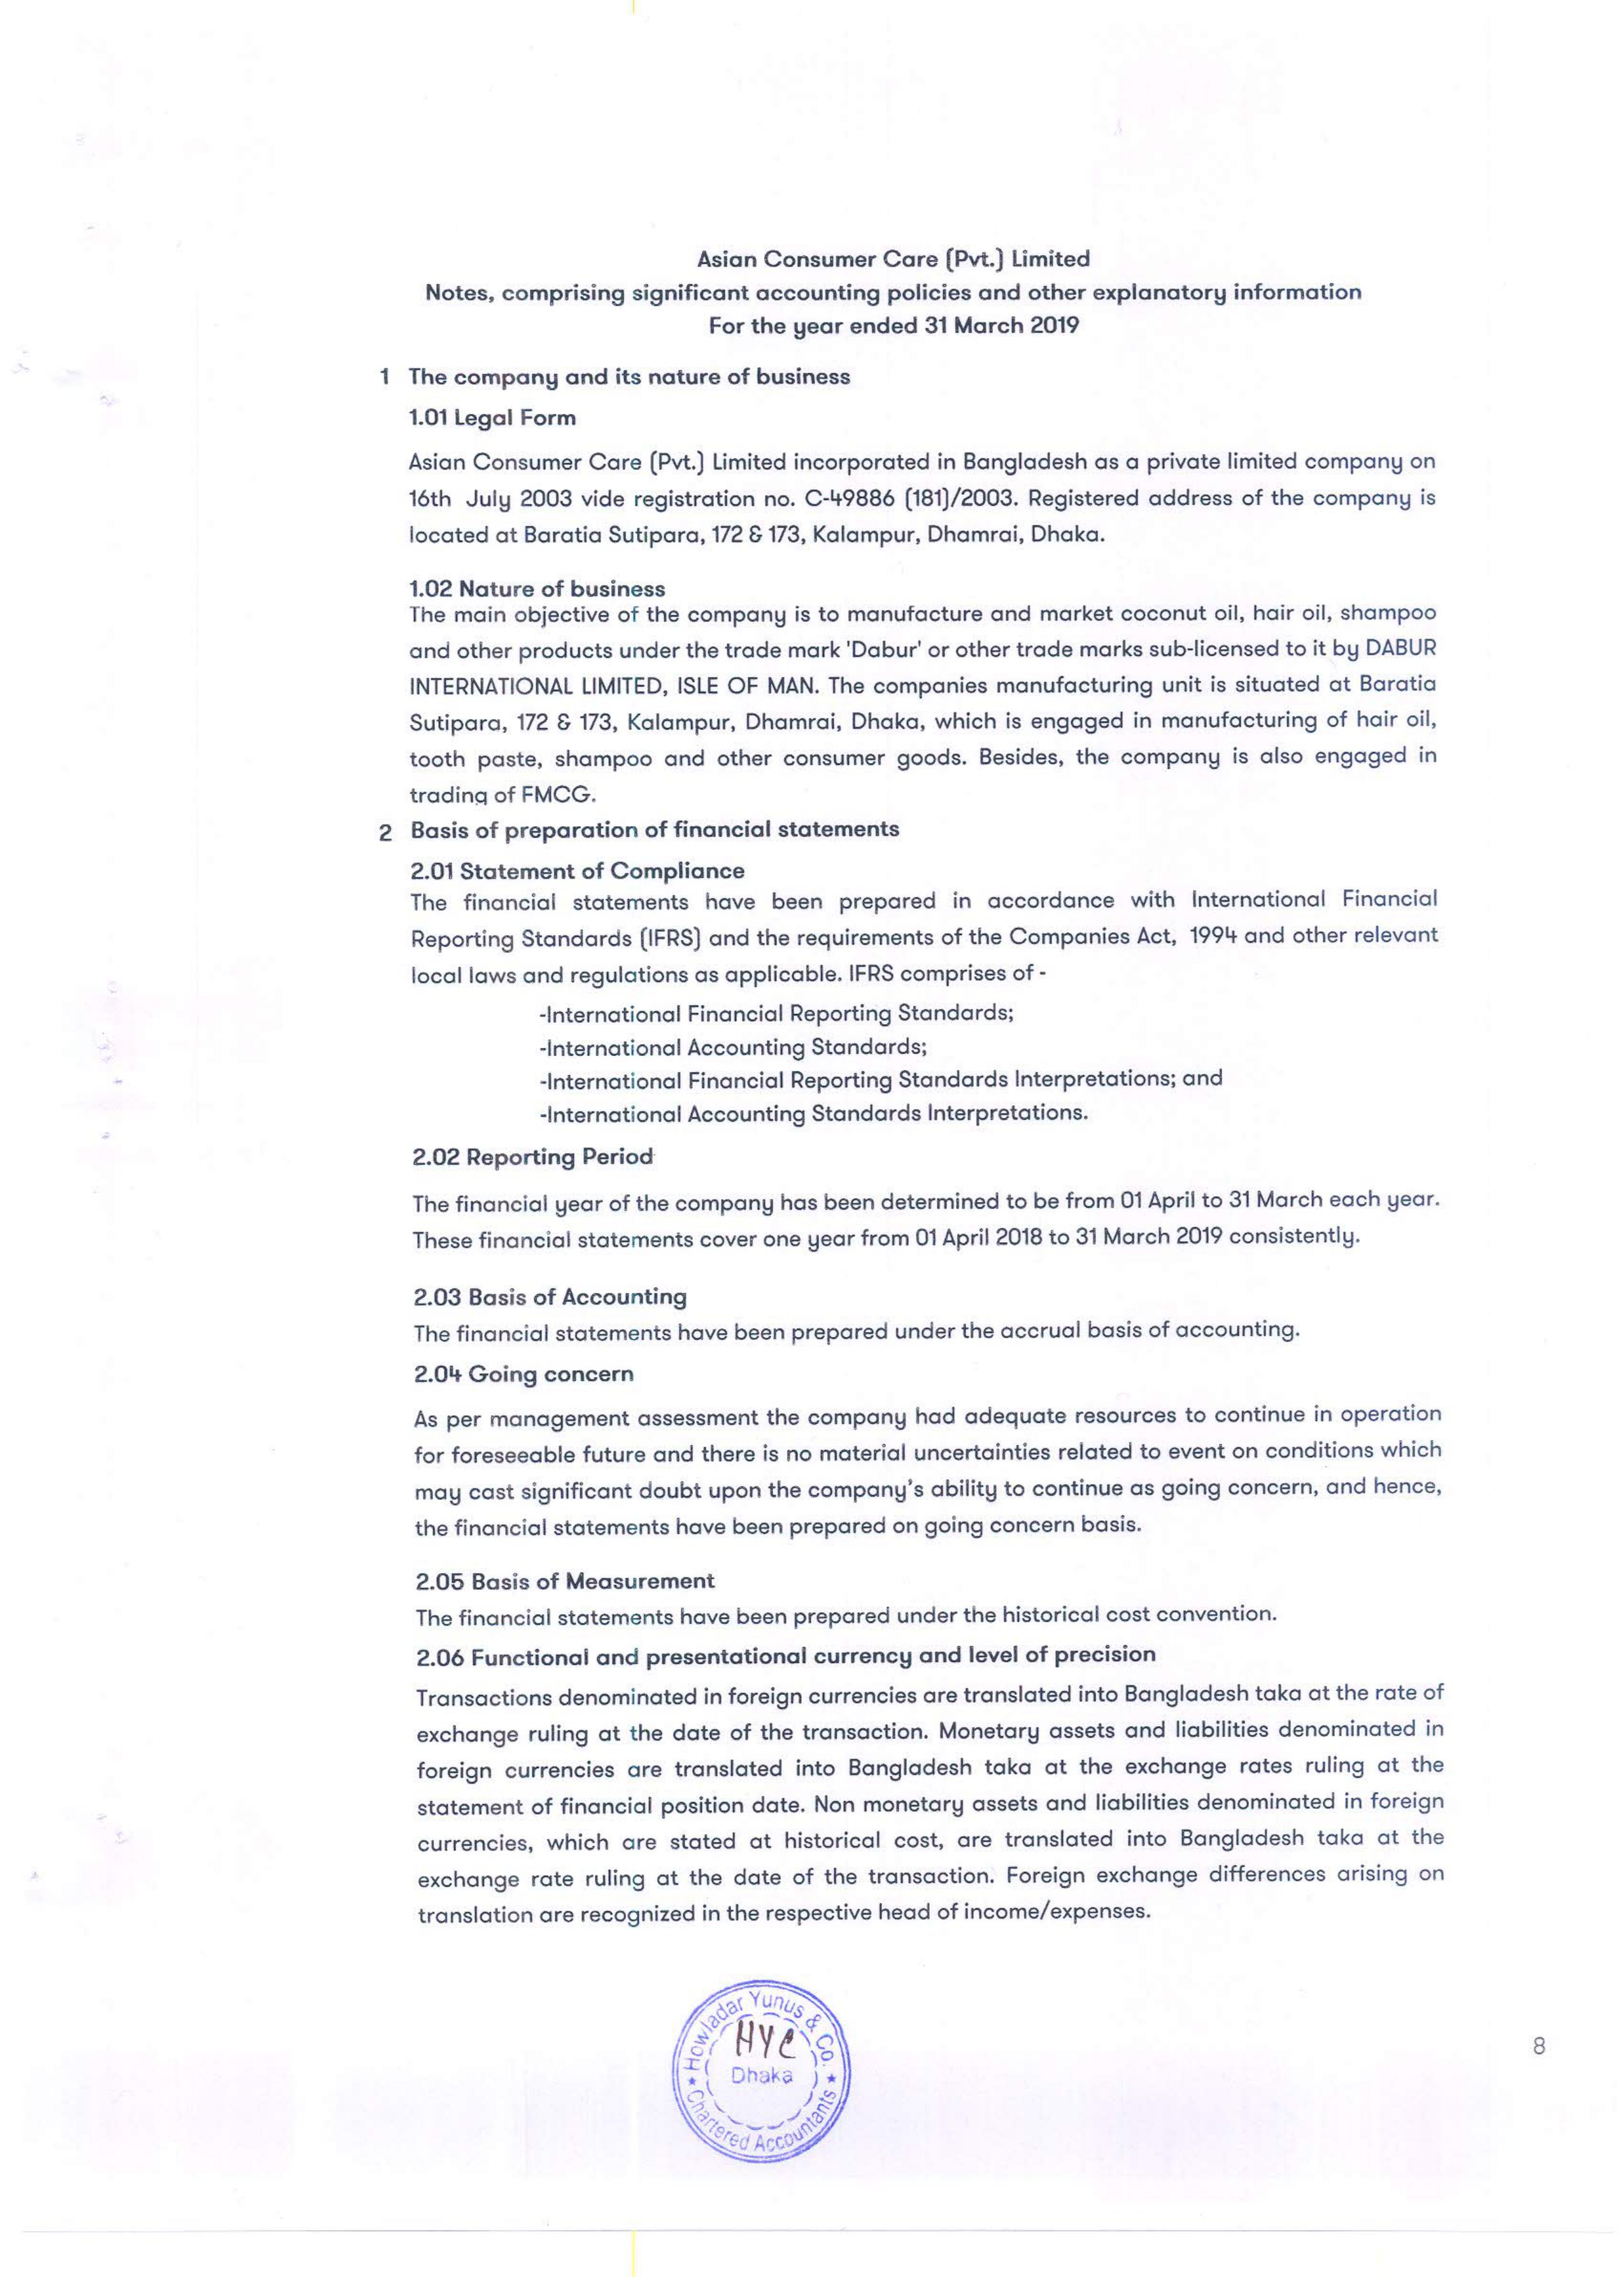 Asian Consumer Care (Pvt.) Limited
Notes, comprising significant accounting policies and other explanatory information
For the year ended 31 March 2019
1 The company and its nature of business
1.01 Legal Form
Asian Consumer Care (Pvt.) Limited incorporated in Bangladesh as a private limited company on
16th July 2003 vide registration no. C-49886 (181)/2003. Registered address of the company is
located at Baratia Sutipara, 172 & 173, Kalampur, Dhamrai, Dhaka.
1.02 Nature of business
The main objective of the company is to manufacture and market coconut oil, hair oil, shampoo
and other products under the trade mark 'Dabur' or other trade marks sub-licensed to it by DABUR
INTERNATIONAL LIMITED, ISLE OF MAN. The companies manufacturing unit is situated at Baratia
Sutipara, 172 & 173, Kalampur, Dhamrai, Dhaka, which is engaged in manufacturing of hair oil,
tooth paste, shampoo and other consumer goods. Besides, the company is also engaged in
trading of FMCG.
2 Basis of preparation of financial statements
2.01 Statement of Compliance
The financial statements have been prepared in accordance with International Financial
Reporting Standards (IFRS) and the requirements of the Companies Act, 1994 and other relevant
local laws and regulations as applicable. IFRS comprises of -
-International Financial Reporting Standards;
-International Accounting Standards;
-International Financial Reporting Standards Interpretations; and
-International Accounting Standards Interpretations.
2.02 Reporting Period
The financial year of the company has been determined to be from 01 April to 31 March each year.
These financial statements cover one year from 01 April 2018 to 31 March 2019 consistently.
2.03 Basis of Accounting
The financial statements have been prepared under the accrual basis of accounting.
2.04 Going concern
As per management assessment the company had adequate resources to continue in operation
for foreseeable future and there is no material uncertainties related to event on conditions which
may cast significant doubt upon the company's ability to continue as going concern, and hence,
the financial statements have been prepared on going concern basis.
2.05 Basis of Measurement
The financial statements have been prepared under the historical cost convention.
2.06 Functional and presentational currency and level of precision
Transactions denominated in foreign currencies are translated into Bangladesh taka at the rate of
exchange ruling at the date of the transaction. Monetary assets and liabilities denominated in
foreign currencies are translated into Bangladesh taka at the exchange rates ruling at the
statement of financial position date. Non monetary assets and liabilities denominated in foreign
currencies, which are stated at historical cost, are translated into Bangladesh taka at the
exchange rate ruling at the date of the transaction. Foreign exchange differences arising on
translation are recognized in the respective head of income/expenses.
Howladar Yunus & Co.
HYC
Dhaka
Chartered Accountants
8